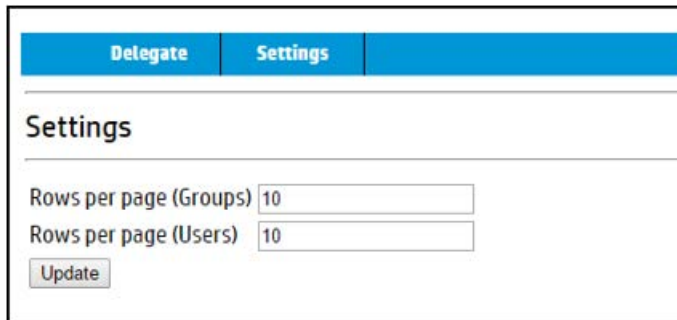 Delegate Settings
Settings
Rows per page (Groups) 10
Rows per page (Users) 10
Update